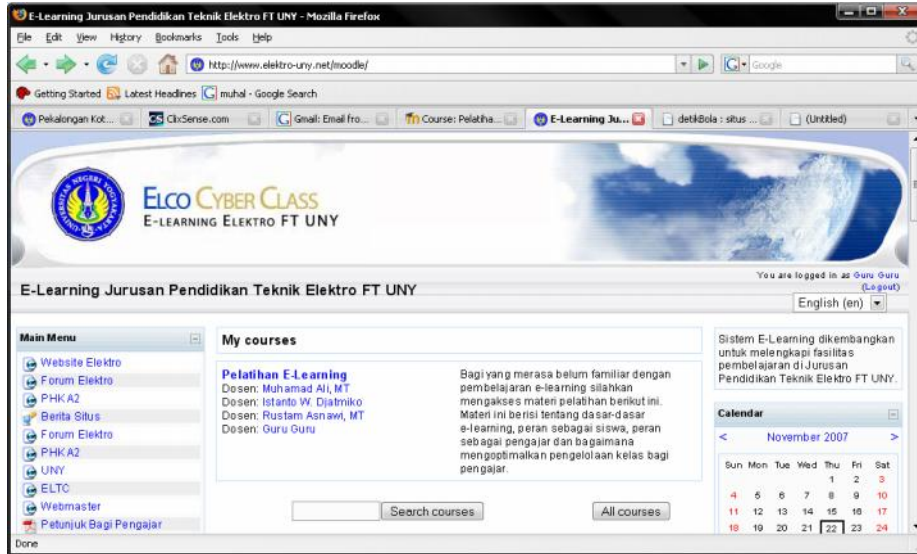 E-Learning Jurusan Pendidikan Teknik Elektro FT UNY - Mozilla Firefox
File Edit View History Bookmarks Tools Help
http://www.elektro-uny.net/moodle/
Google
Getting Started Latest Headlines muhal - Google Search
Pekalongan Kot... ClixSense.com Gmail: Email fro... Course: Pelatiha... E-Learning Ju... detikBola : situs ... (Untitled)
UNIVERSITAS NEGERI YOGYAKARTA
ELCO CYBER CLASS
E-LEARNING ELEKTRO FT UNY
You are logged in as Guru Guru
(Logout)
E-Learning Jurusan Pendidikan Teknik Elektro FT UNY
English (en)
Main Menu
Website Elektro
Forum Elektro
PHKA2
Berita Situs
Forum Elektro
PHKA2
UNY
ELTC
Webmaster
Petunjuk Bagi Pengajar
My courses
Pelatihan E-Learning
Dosen: Muhamad Ali, MT
Dosen: Istanto W. Djatmiko
Dosen: Rustam Asnawi, MT
Dosen: Guru Guru
Bagi yang merasa belum familiar dengan
pembelajaran e-learning silahkan
mengakses materi pelatihan berikut ini.
Materi ini berisi tentang dasar-dasar
e-learning, peran sebagai siswa, peran
sebagai pengajar dan bagaimana
mengoptimalkan pengelolaan kelas bagi
pengajar.
Search courses
All courses
Sistem E-Learning dikembangkan
untuk melengkapi fasilitas
pembelajaran di Jurusan
Pendidikan Teknik Elektro FT UNY.
Calendar
< November 2007 >
Sun Mon Tue Wed Thu Fri Sat
1 2 3
4 5 6 7 8 9 10
11 12 13 14 15 16 17
18 19 20 21 22 23 24
Done